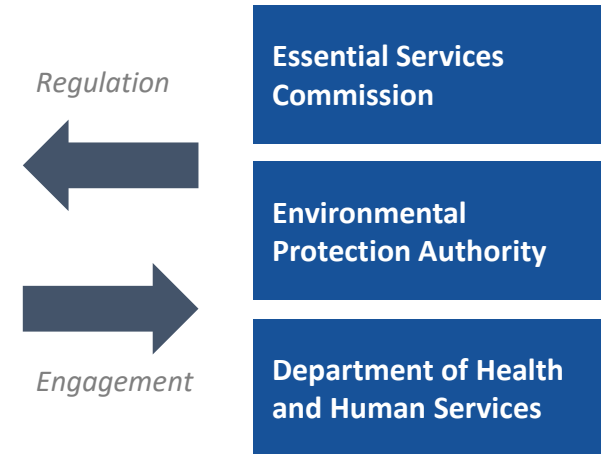 Regulation
Essential Services
Commission
Environmental
Protection Authority
Engagement
Department of Health
and Human Services